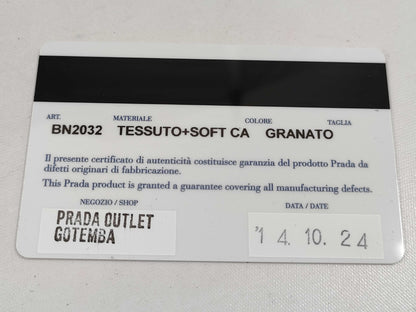 ART. MATERIALE COLORE TAGLIA
BN2032 TESSUTO+SOFT CA GRANATO
Il presente certificato di autenticità costituisce garanzia del prodotto Prada da
difetti originari di fabbricazione.
This Prada product is granted a guarantee covering all manufacturing defects.
NEGOZIO / SHOP DATA / DATE
PRADA OUTLET
GOTEMBA
'14.10.24